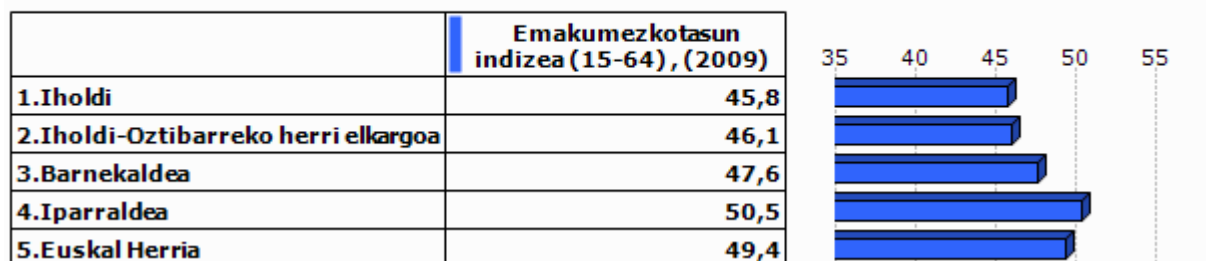 Emakumezkotasun
indizea (15-64), (2009)
35 40 45 50 55
1.Iholdi 45,8
2.Iholdi-Oztibarreko herri elkargoa 46,1
3.Barnekaldea 47,6
4.Iparraldea 50,5
5.Euskal Herria 49,4